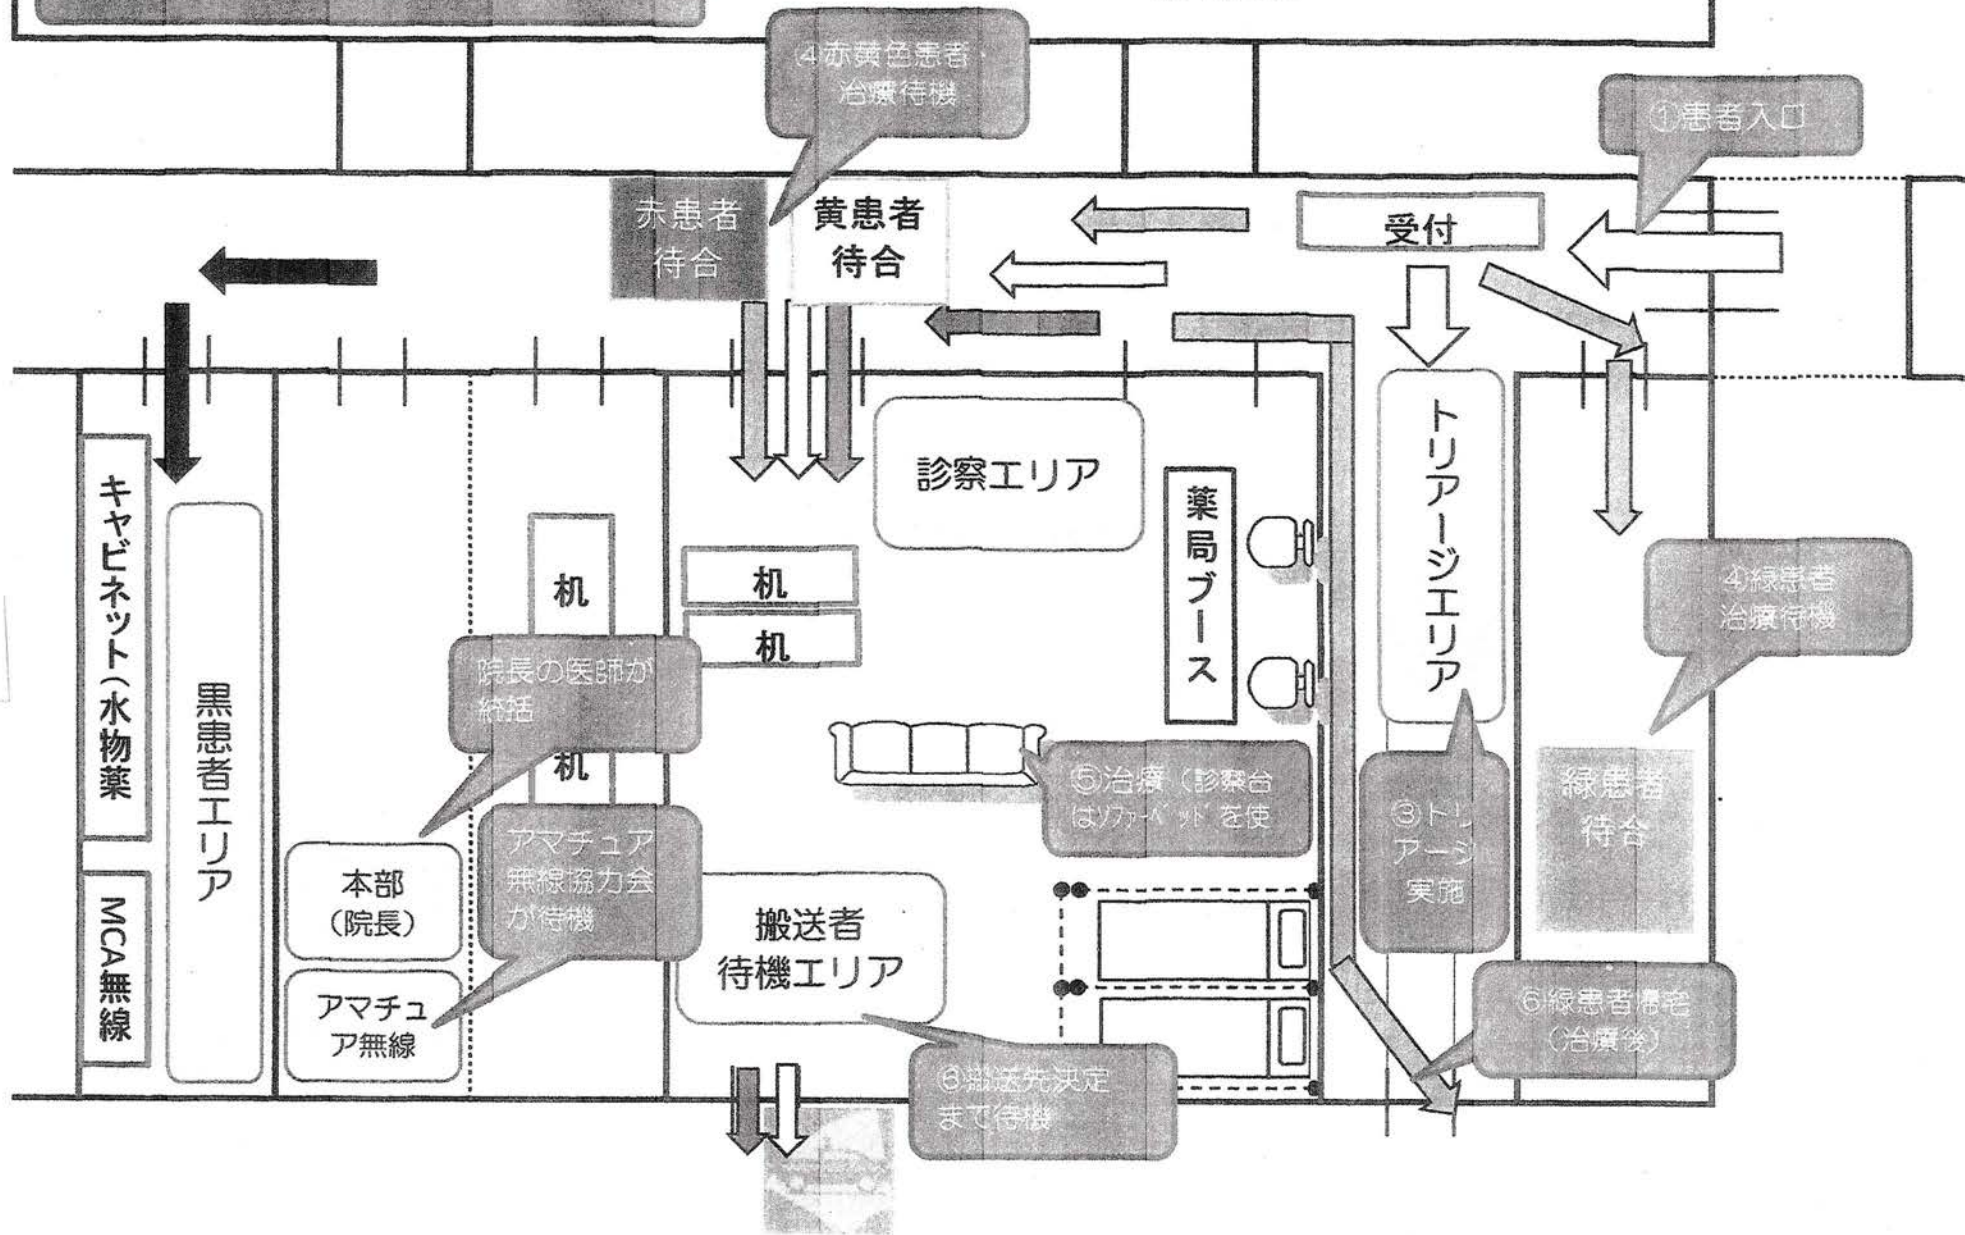 ④赤黄色患者
治療待機
①患者入口
赤患者
待合
黄患者
待合
受付
トリアージエリア
診察エリア
薬局ブース
机
机
机
机
キャビネット（水物薬
黒患者エリア
MCA無線
院長の医師が
統括
アマチュア
無線協力会
が待機
本部
（院長）
アマチュ
ア無線
⑤治療（診察台
はソファーベッドを使
搬送者
待機エリア
⑥搬送先決定
まで待機
③トリ
アージ
実施
④緑患者
治療待機
緑患者
待合
⑥緑患者帰宅
（治療後）